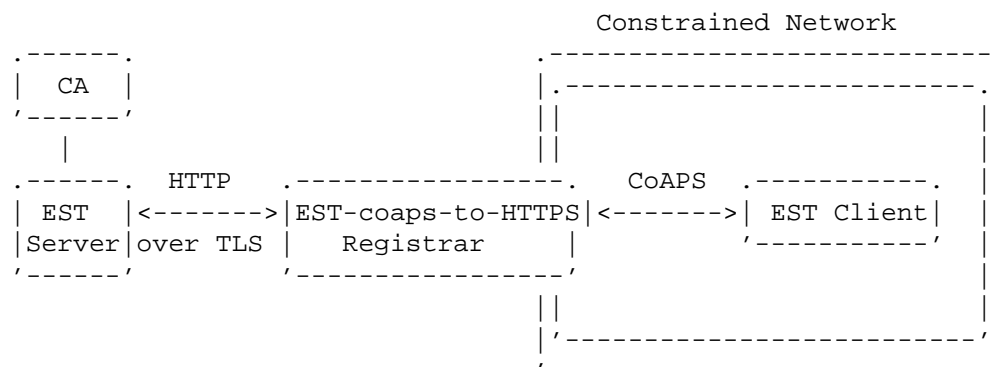 Constrained Network
CA
HTTP CoAPS
EST <-------> EST-coaps-to-HTTPS <-------> EST Client
Server over TLS Registrar